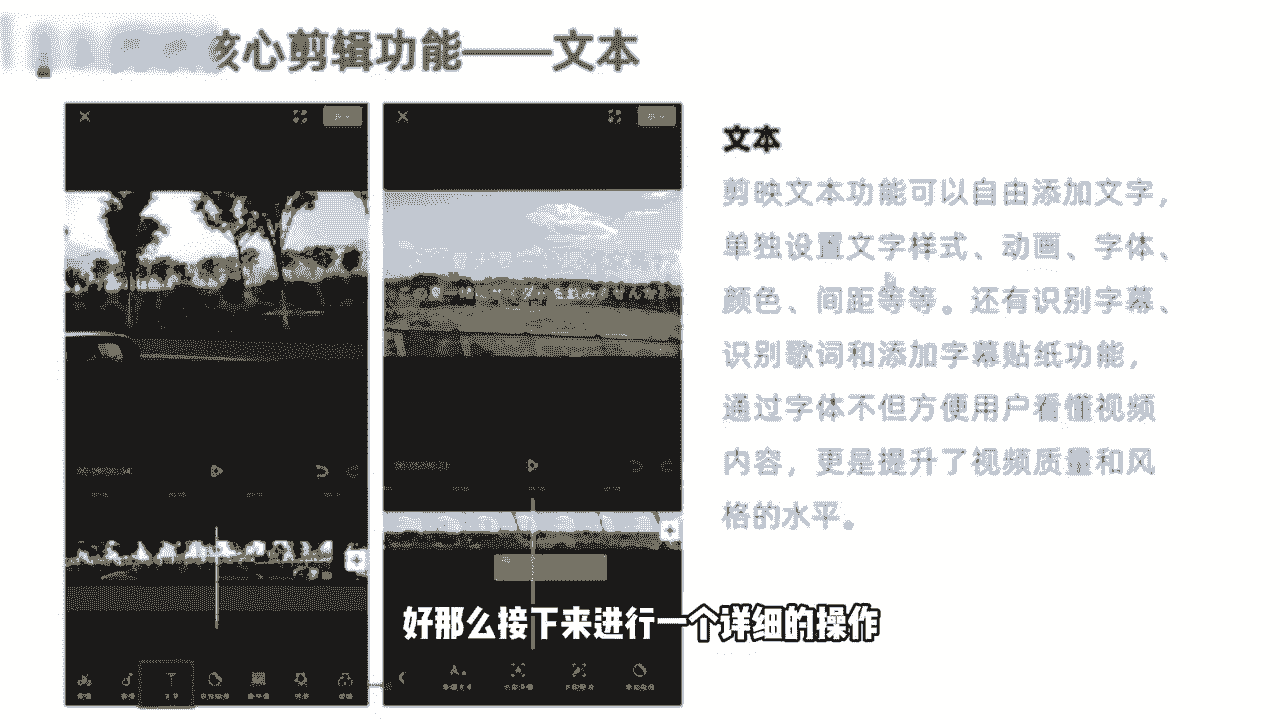 核心剪辑功能——文本
文本
剪映文本功能可以自由添加文字，
单独设置文字样式、动画、字体、
颜色、间距等等。还有识别字幕、
识别歌词和添加字幕贴纸功能，
通过字体不但方便用户看懂视频
内容，更是提升了视频质量和风
格的水平。
好那么接下来进行一个详细的操作